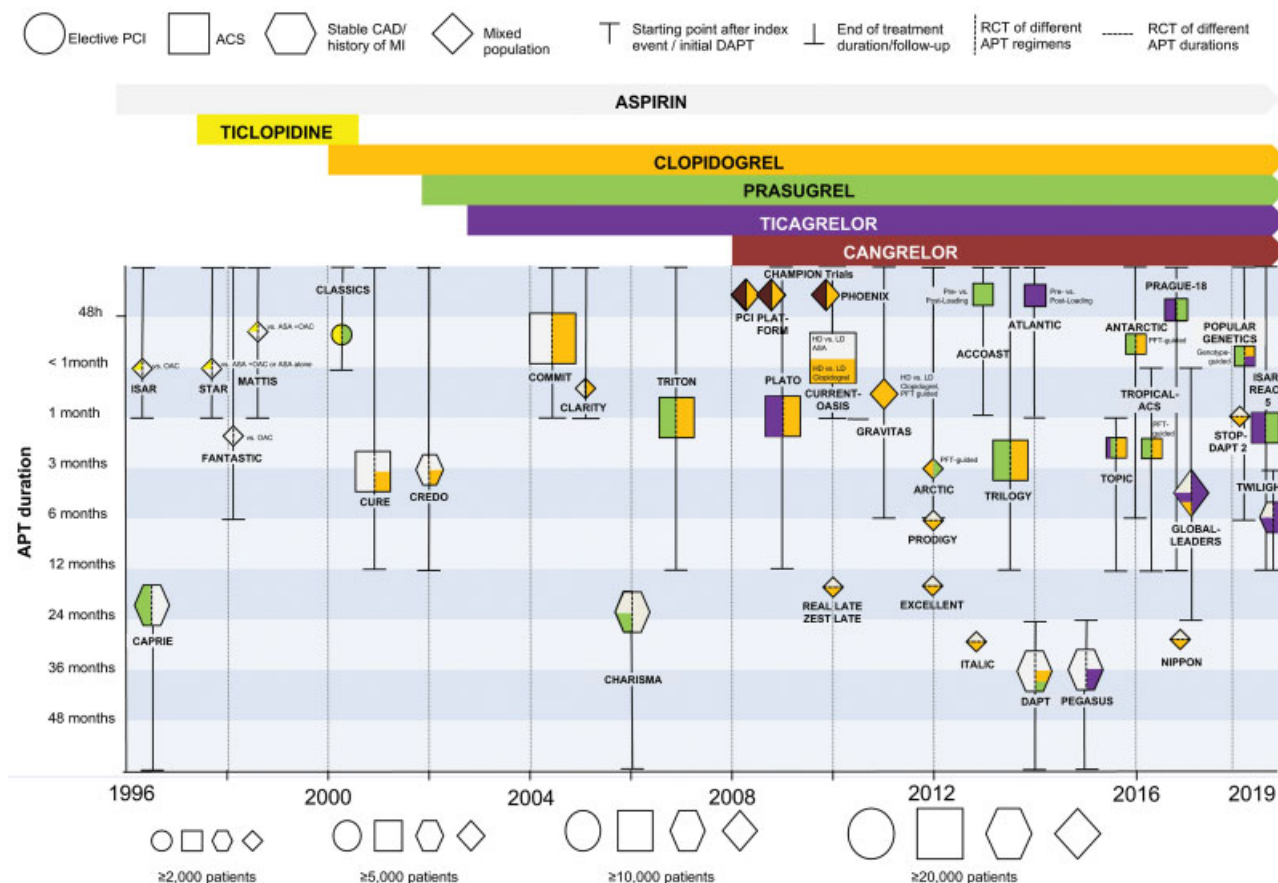 Elective PCI
ACS
Stable CAD/
history of MI
Mixed
population
Starting point after index
event / initial DAPT
End of treatment
duration/follow-up
RCT of different
APT regimens
RCT of different
APT durations
ASPIRIN
TICLOPIDINE
CLOPIDOGREL
PRASUGREL
TICAGRELOR
CANGRELOR
APT duration
48h
< 1month
1 month
3 months
6 months
12 months
24 months
36 months
48 months
vs. OAC
ISAR
vs. ASA +OAC or ASA alone
STAR
vs. ASA +OAC
MATTIS
vs. OAC
FANTASTIC
CAPRIE
CLASSICS
CURE
CREDO
COMMIT
CLARITY
CHARISMA
TRITON
CHAMPION Trials
PCI
PLAT-
FORM
PHOENIX
PLATO
HD vs. LD
ASA
HD vs. LD
Clopidogrel
CURRENT-
OASIS
HD vs. LD
Clopidogrel,
PFT guided
GRAVITAS
REAL LATE
ZEST LATE
PFT-guided
ARCTIC
PRODIGY
EXCELLENT
Pre- vs.
Post-Loading
ACCOAST
TRILOGY
ITALIC
Pre- vs.
Post-Loading
ATLANTIC
DAPT
PEGASUS
TOPIC
ANTARCTIC
PFT-guided
TROPICAL-
ACS
PFT-
guided
PRAGUE-18
GLOBAL-
LEADERS
NIPPON
POPULAR
GENETICS
Genotype-
guided
STOP-
DAPT 2
ISAR
REAC
5
TWILIGH
1996
2000
2004
2008
2012
2016
2019
≥2,000 patients
≥5,000 patients
≥10,000 patients
≥20,000 patients